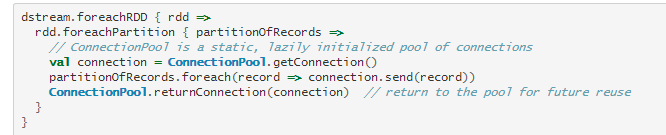 dstream.foreachRDD { rdd =>
  rdd.foreachPartition { partitionOfRecords =>
    // ConnectionPool is a static, lazily initialized pool of connections
    val connection = ConnectionPool.getConnection()
    partitionOfRecords.foreach(record => connection.send(record))
    ConnectionPool.returnConnection(connection)  // return to the pool for future reuse
  }
}